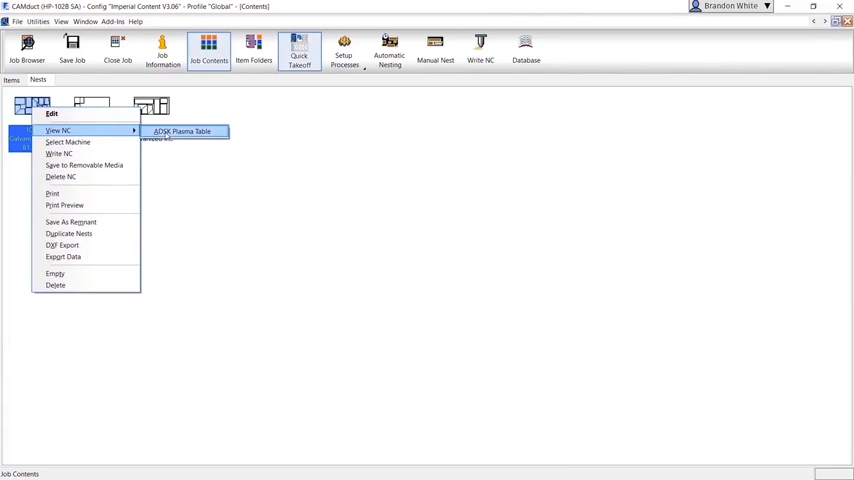 CAMduct (HP-102B SA) - Config "Imperial Content V3.06" - Profile "Global" - [Contents]
Brandon White
File Utilities View Window Add-Ins Help
Job Browser Save Job Close Job Job Information Job Contents Item Folders Quick Takeoff Setup Processes Automatic Nesting Manual Nest Write NC Database
Items Nests
Edit
View NC
ADSK Plasma Table
Select Machine
Write NC
Save to Removable Media
Delete NC
Print
Print Preview
Save As Remnant
Duplicate Nests
DXF Export
Export Data
Empty
Delete
Job Contents